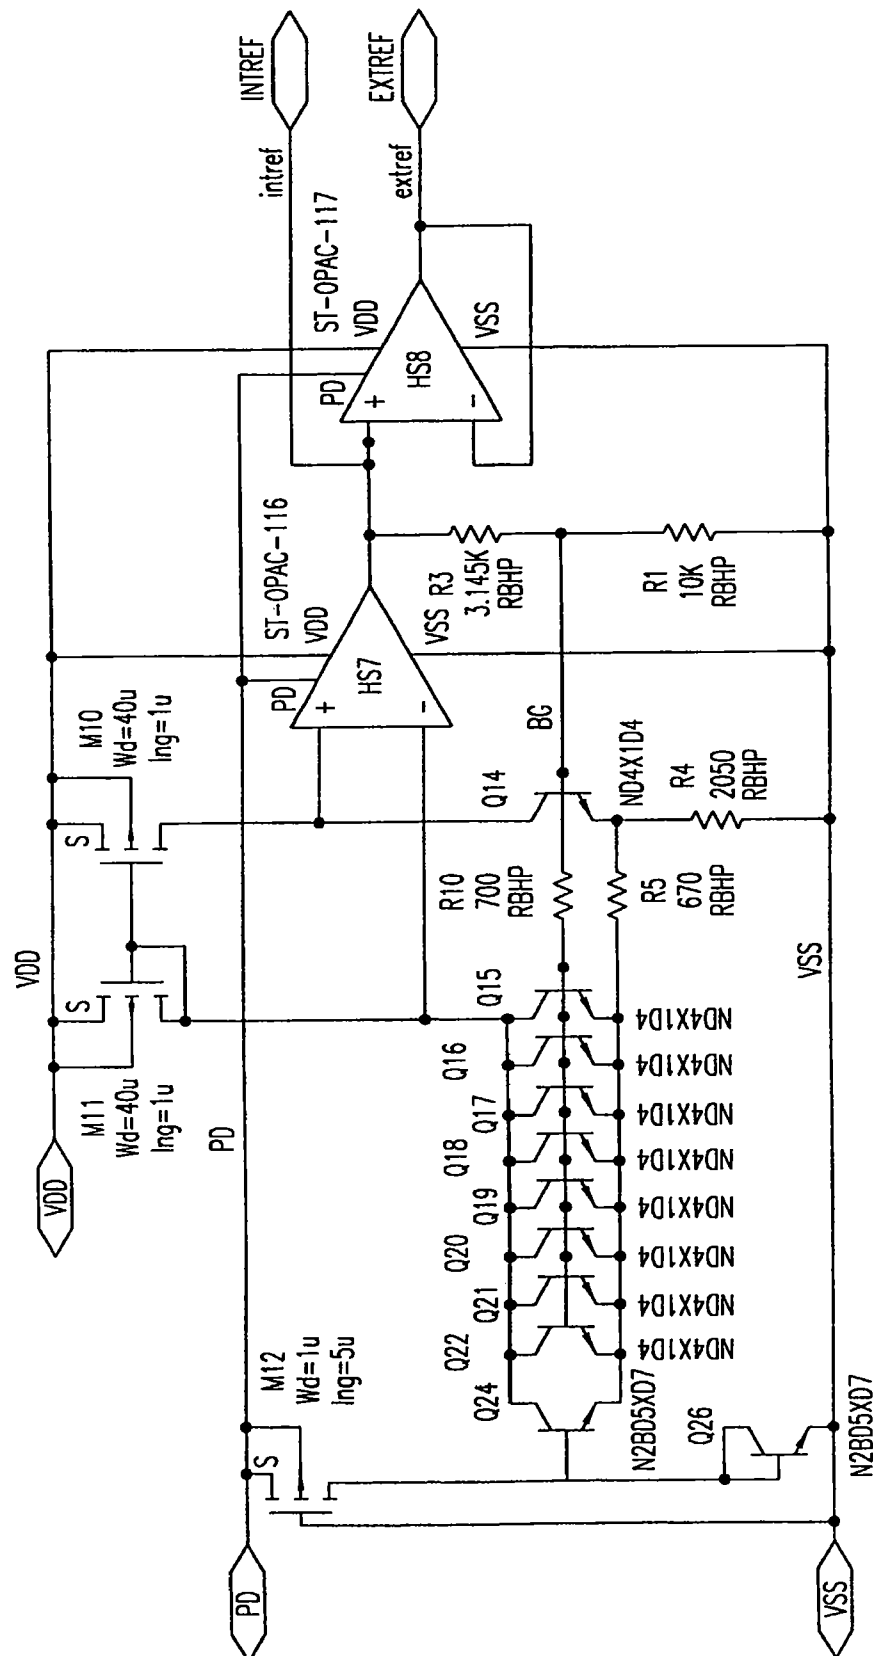 INTREF
intref
EXTREF
extref
ST-OPAC-117
VDD
PD
+
HS8
-
VSS
ST-OPAC-116
VDD
PD
+
HS7
-
VSS
R3
3.145K
RBHP
R1
10K
RBHP
BG
M10
Wd=40u
lng=1u
S
VDD
S
M11
Wd=40u
lng=1u
VDD
PD
Q14
ND4X1D4
R4
2050
RBHP
R10
700
RBHP
R5
670
RBHP
VSS
Q15
Q16
Q17
Q18
Q19
Q20
Q21
Q22
Q24
ND4X1D4
ND4X1D4
ND4X1D4
ND4X1D4
ND4X1D4
ND4X1D4
ND4X1D4
ND4X1D4
N2BD5XD7
M12
Wd=1u
lng=5u
S
Q26
N2BD5XD7
PD
VSS